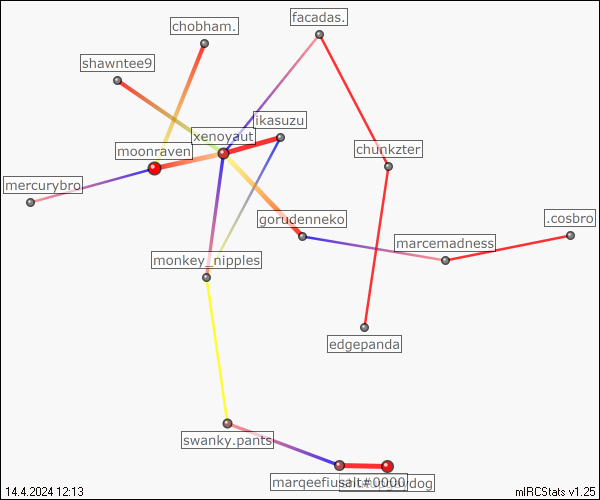 facadas.
chobham.
shawntee9
ikasuzu
xenoyaut
moonraven
chunkzter
mercurybro
gorudenneko
.cosbro
marcemadness
monkey_nipples
edgepanda
swanky.pants
marqeefiusalt#0000
14.4.2024 12:13
mIRCStats v1.25